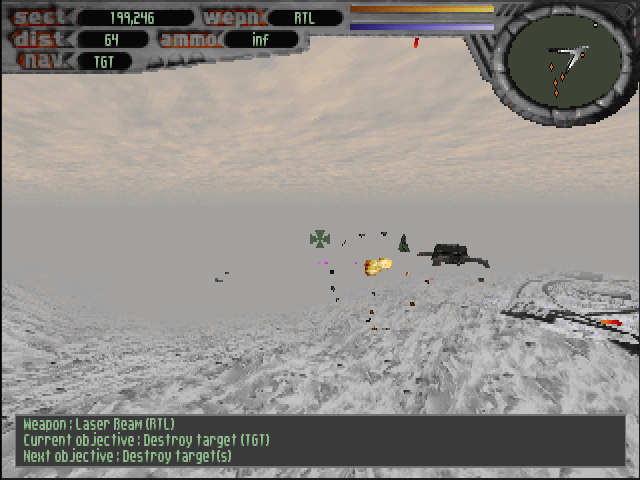 sect 199,246 wepn RTL
dist 64 ammo inf
nav TGT
Weapon : Laser Beam (RTL)
Current objective : Destroy target (TGT)
Next objective : Destroy target(s)